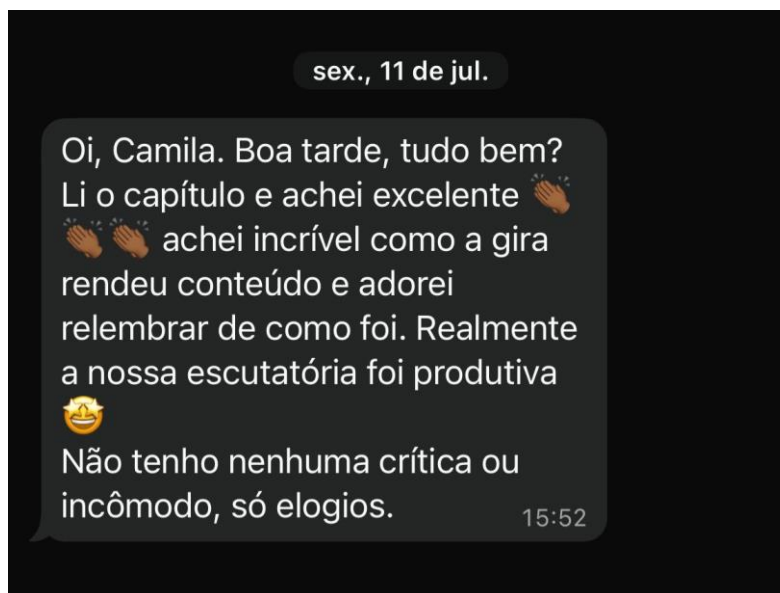 sex., 11 de jul.
Oi, Camila. Boa tarde, tudo bem?
Li o capítulo e achei excelente 👏🏾
👏🏾👏🏾 achei incrível como a gira
rendeu conteúdo e adorei
relembrar de como foi. Realmente
a nossa escutatória foi produtiva
🤩
Não tenho nenhuma crítica ou
incômodo, só elogios.
15:52